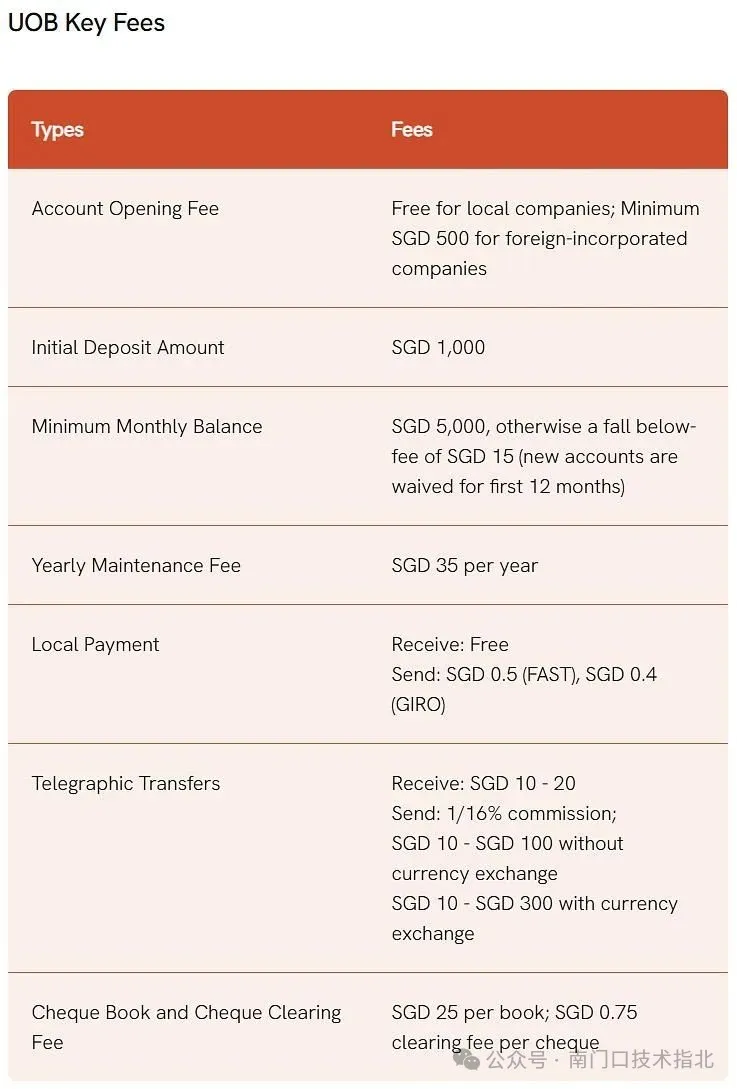 UOB Key Fees
Types Fees
Account Opening Fee Free for local companies; Minimum
SGD 500 for foreign-incorporated
companies
Initial Deposit Amount SGD 1,000
Minimum Monthly Balance SGD 5,000, otherwise a fall below-
fee of SGD 15 (new accounts are
waived for first 12 months)
Yearly Maintenance Fee SGD 35 per year
Local Payment Receive: Free
Send: SGD 0.5 (FAST), SGD 0.4
(GIRO)
Telegraphic Transfers Receive: SGD 10 - 20
Send: 1/16% commission;
SGD 10 - SGD 100 without
currency exchange
SGD 10 - SGD 300 with currency
exchange
Cheque Book and Cheque Clearing SGD 25 per book; SGD 0.75
Fee clearing fee per cheque
公众号 · 南门口技术指北